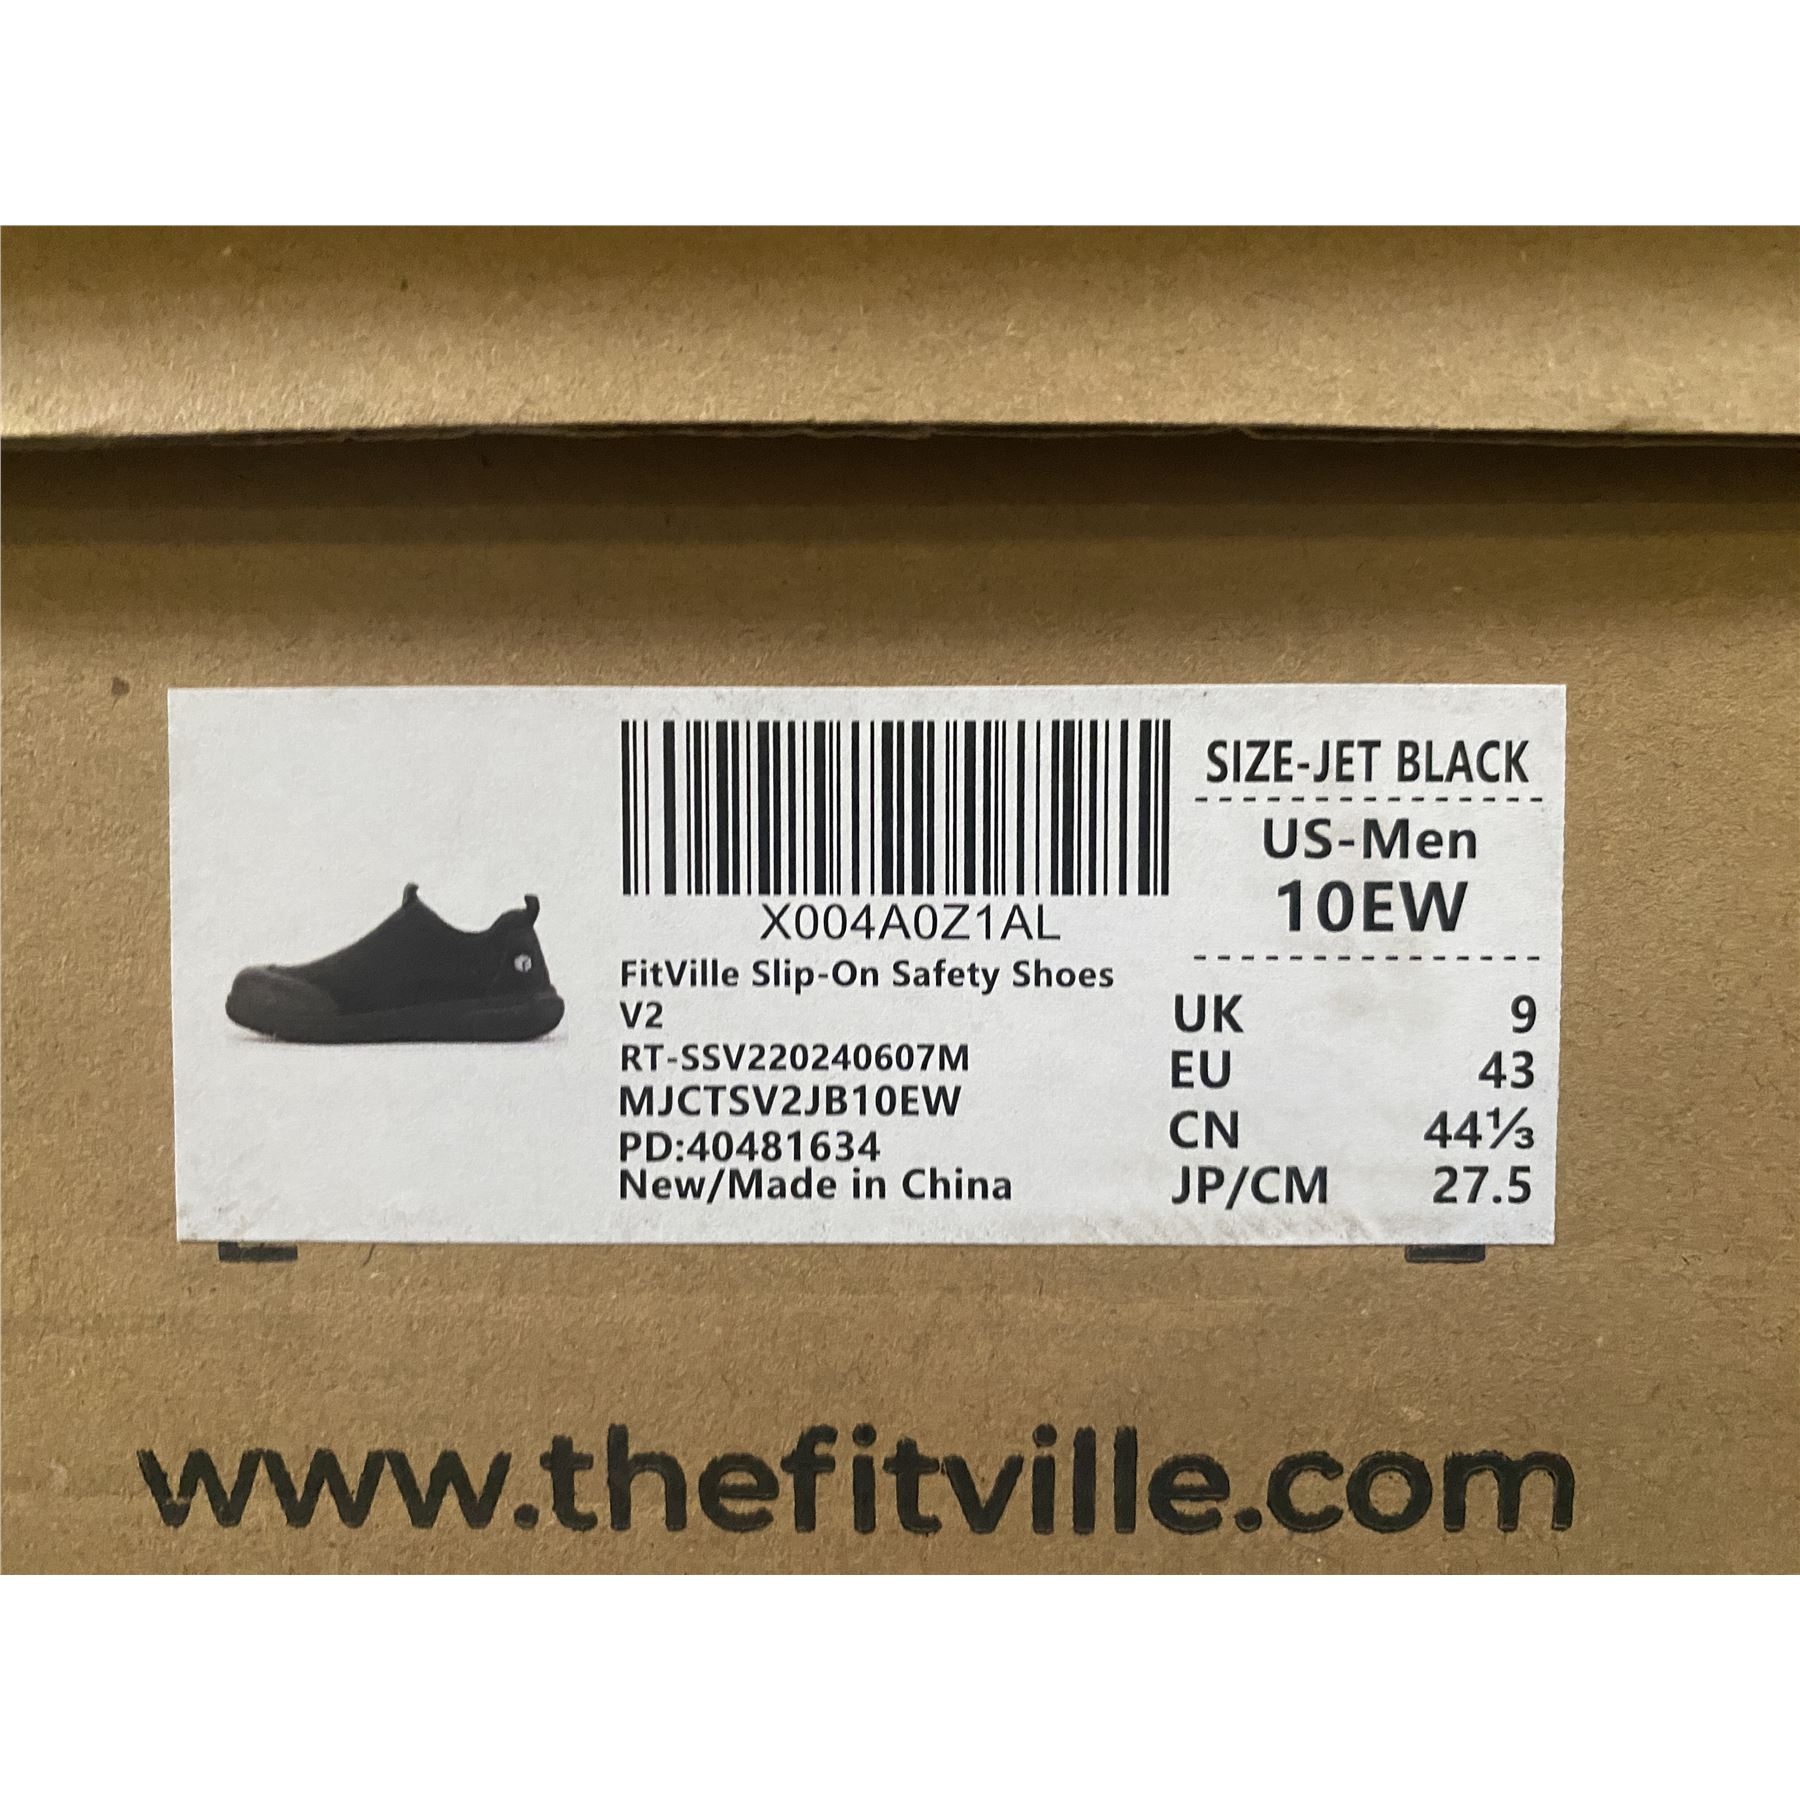 X004A0Z1AL
FitVille Slip-On Safety Shoes
V2
RT-SSV220240607M
MJCTSV2JB10EW
PD:40481634
New/Made in China
SIZE-JET BLACK
US-Men
10EW
UK 9
EU 43
CN 44⅓
JP/CM 27.5
www.thefitville.com